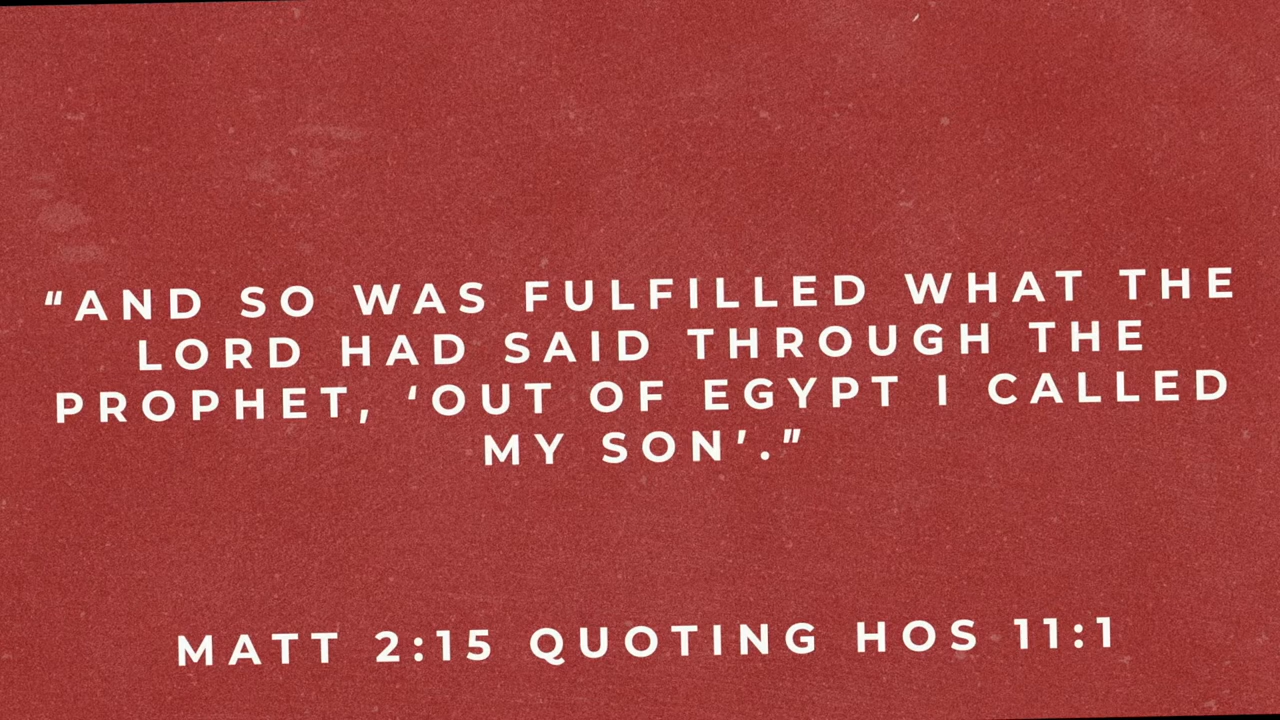 “AND SO WAS FULFILLED WHAT THE
LORD HAD SAID THROUGH THE
PROPHET, ‘OUT OF EGYPT I CALLED
MY SON’.”
MATT 2:15 QUOTING HOS 11:1